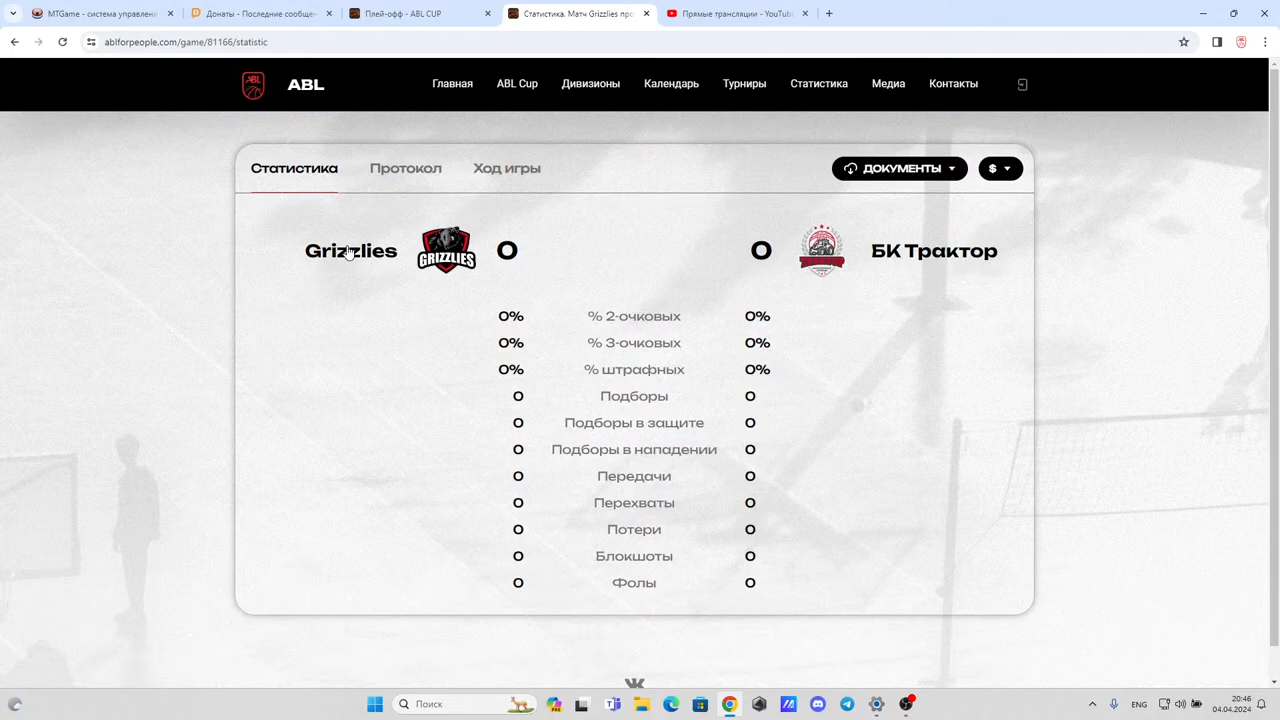 MTGame - система управлени
Донаты - Последние сообщен
Плей-офф - ABL CUP
Статистика. Матч Grizzlies про
Прямые трансляции - YouTube
ablforpeople.com/game/81166/statistic
ABL
ABL
Главная
ABL Cup
Дивизионы
Календарь
Турниры
Статистика
Медиа
Контакты
Статистика
Протокол
Ход игры
ДОКУМЕНТЫ
$
Grizzlies
GRIZZLIES
0
0
БК Трактор
0% % 2-очковых 0%
0% % 3-очковых 0%
0% % штрафных 0%
0 Подборы 0
0 Подборы в защите 0
0 Подборы в нападении 0
0 Передачи 0
0 Перехваты 0
0 Потери 0
0 Блокшоты 0
0 Фолы 0
Поиск
ENG
20:46
04.04.2024